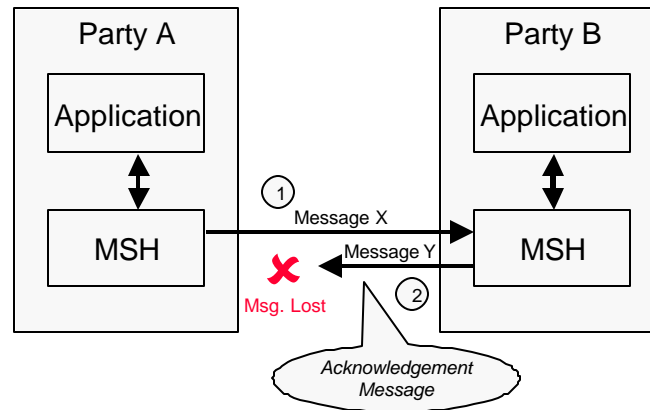 Party A
Party B
Application
Application
1
Message X
MSH
MSH
Message Y
Msg. Lost
2
Acknowledgement
Message